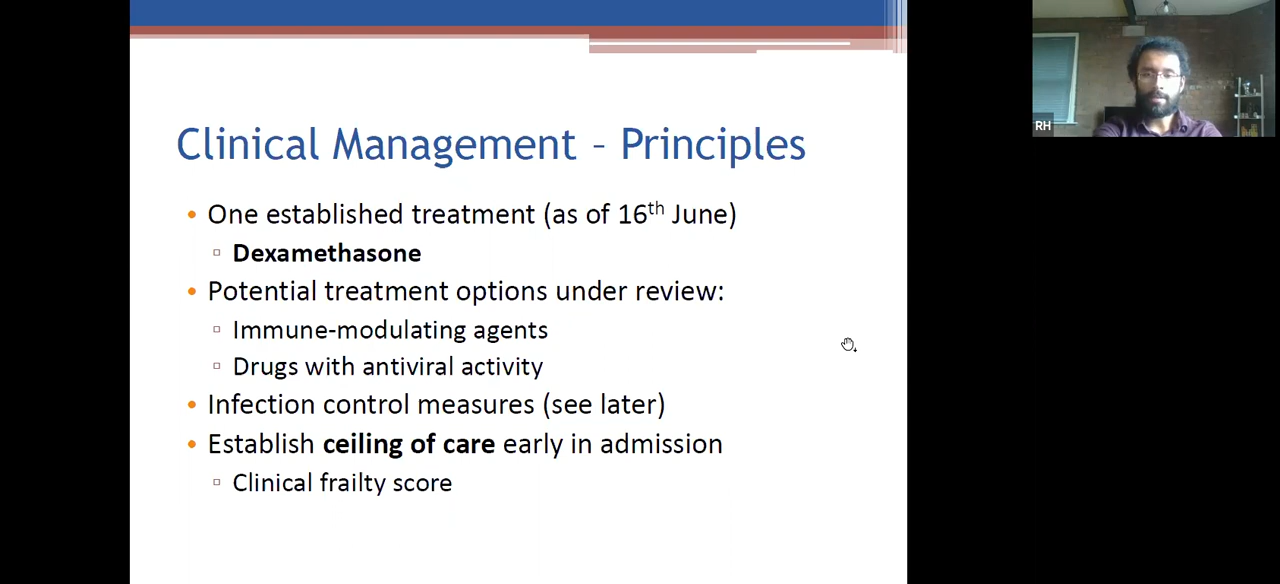 Clinical Management – Principles
• One established treatment (as of 16th June)
▫ Dexamethasone
• Potential treatment options under review:
▫ Immune-modulating agents
▫ Drugs with antiviral activity
• Infection control measures (see later)
• Establish ceiling of care early in admission
▫ Clinical frailty score
RH